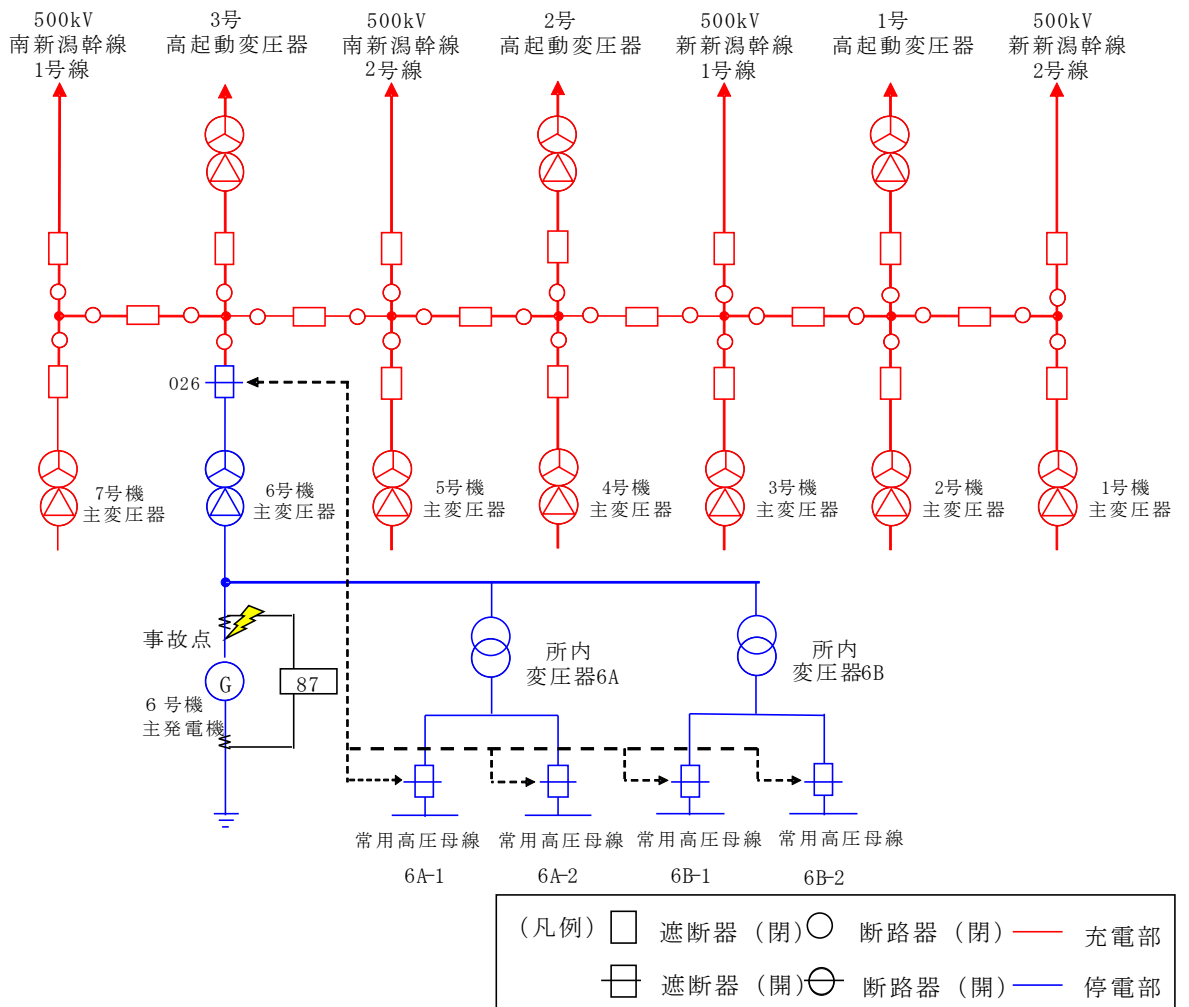 500kV
南新潟幹線
1号線
3号
高起動変圧器
500kV
南新潟幹線
2号線
2号
高起動変圧器
500kV
新新潟幹線
1号線
1号
高起動変圧器
500kV
新新潟幹線
2号線
026
7号機
主変圧器
6号機
主変圧器
5号機
主変圧器
4号機
主変圧器
3号機
主変圧器
2号機
主変圧器
1号機
主変圧器
事故点
G
87
6号機
主発電機
所内
変圧器6A
所内
変圧器6B
常用高圧母線
6A-1
常用高圧母線
6A-2
常用高圧母線
6B-1
常用高圧母線
6B-2
(凡例) 遮断器 (閉) 断路器 (閉) 充電部
遮断器 (開) 断路器 (開) 停電部